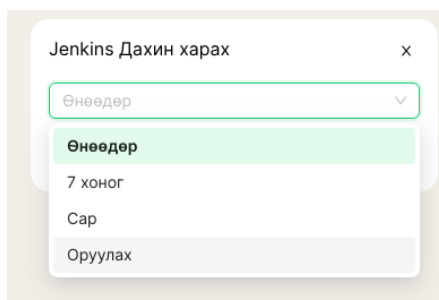 Jenkins Дахин харах
x
Өнөөдөр
Өнөөдөр
7 хоног
Сар
Оруулах